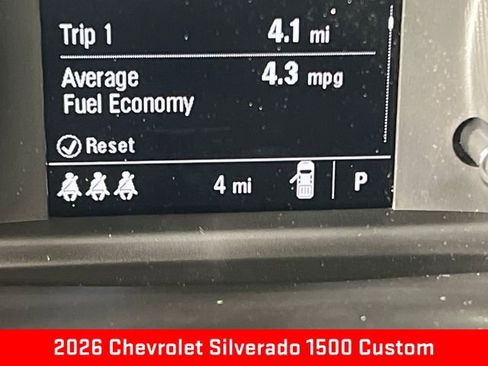 Trip 1 4.1 mi
Average 4.3 mpg
Fuel Economy
Reset
4 mi P
2026 Chevrolet Silverado 1500 Custom